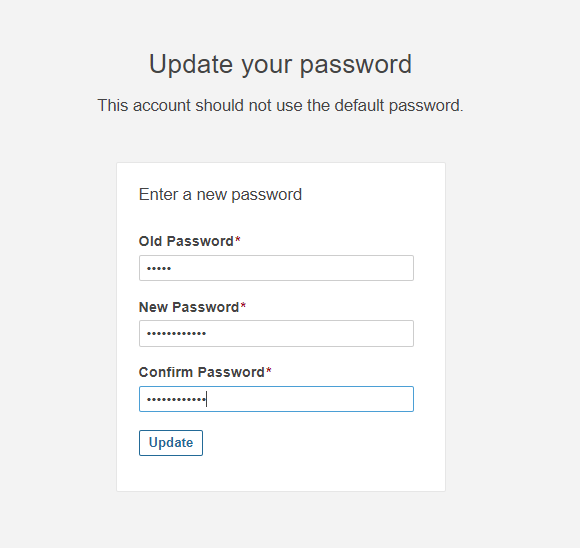 Update your password
This account should not use the default password.
Enter a new password
Old Password*
•••••
New Password*
••••••••••••
Confirm Password*
••••••••••••
Update